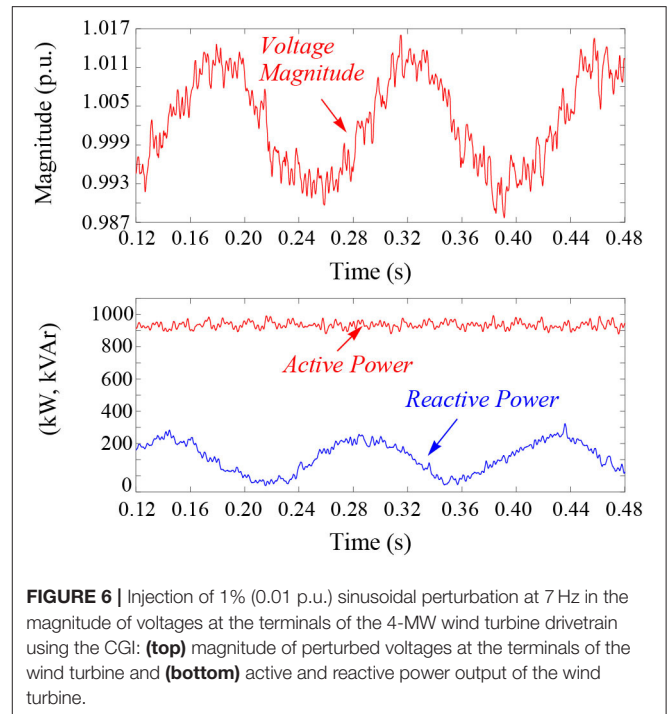 1.017
1.011
1.005
0.999
0.993
0.987
Magnitude (p.u.)
Voltage
Magnitude
0.12 0.16 0.20 0.24 0.28 0.32 0.36 0.40 0.44 0.48
Time (s)
1000
800
600
400
200
0
(kW, kVAr)
Active Power
Reactive Power
0.12 0.16 0.20 0.24 0.28 0.32 0.36 0.40 0.44 0.48
Time (s)
FIGURE 6 | Injection of 1% (0.01 p.u.) sinusoidal perturbation at 7 Hz in the
magnitude of voltages at the terminals of the 4-MW wind turbine drivetrain
using the CGI: (top) magnitude of perturbed voltages at the terminals of the
wind turbine and (bottom) active and reactive power output of the wind
turbine.